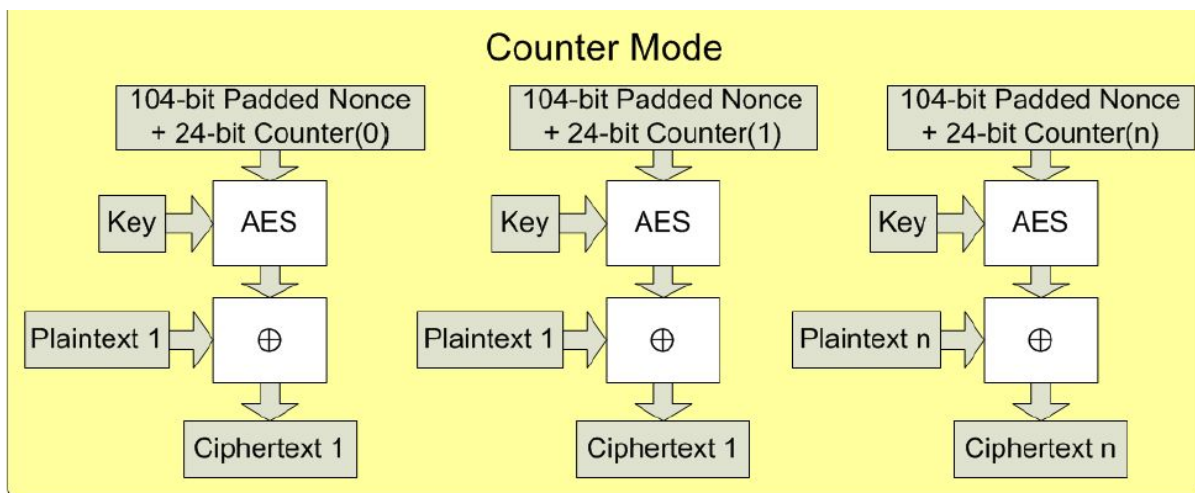 Counter Mode
104-bit Padded Nonce
+ 24-bit Counter(0)
104-bit Padded Nonce
+ 24-bit Counter(1)
104-bit Padded Nonce
+ 24-bit Counter(n)
Key
AES
Key
AES
Key
AES
Plaintext 1
⊕
Plaintext 1
⊕
Plaintext n
⊕
Ciphertext 1
Ciphertext 1
Ciphertext n